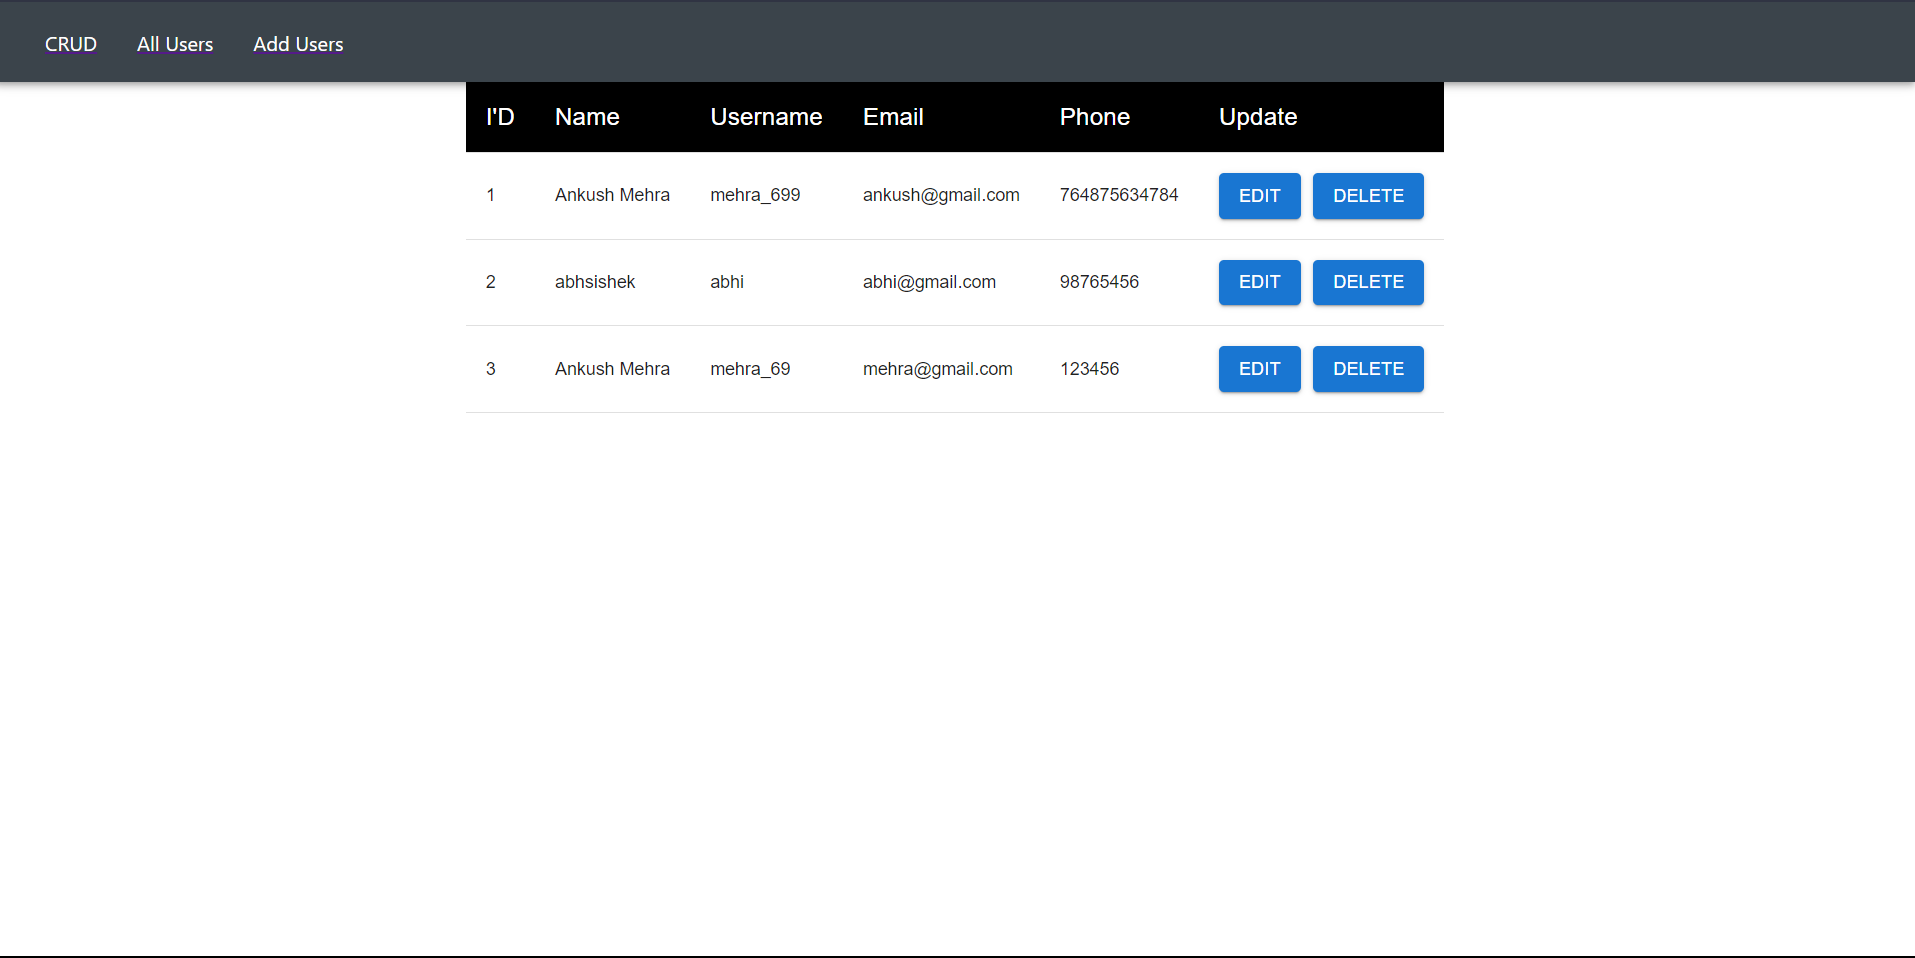 CRUD All Users Add Users
I'D Name Username Email Phone Update
1 Ankush Mehra mehra_699 ankush@gmail.com 764875634784 EDIT DELETE
2 abhsishek abhi abhi@gmail.com 98765456 EDIT DELETE
3 Ankush Mehra mehra_69 mehra@gmail.com 123456 EDIT DELETE